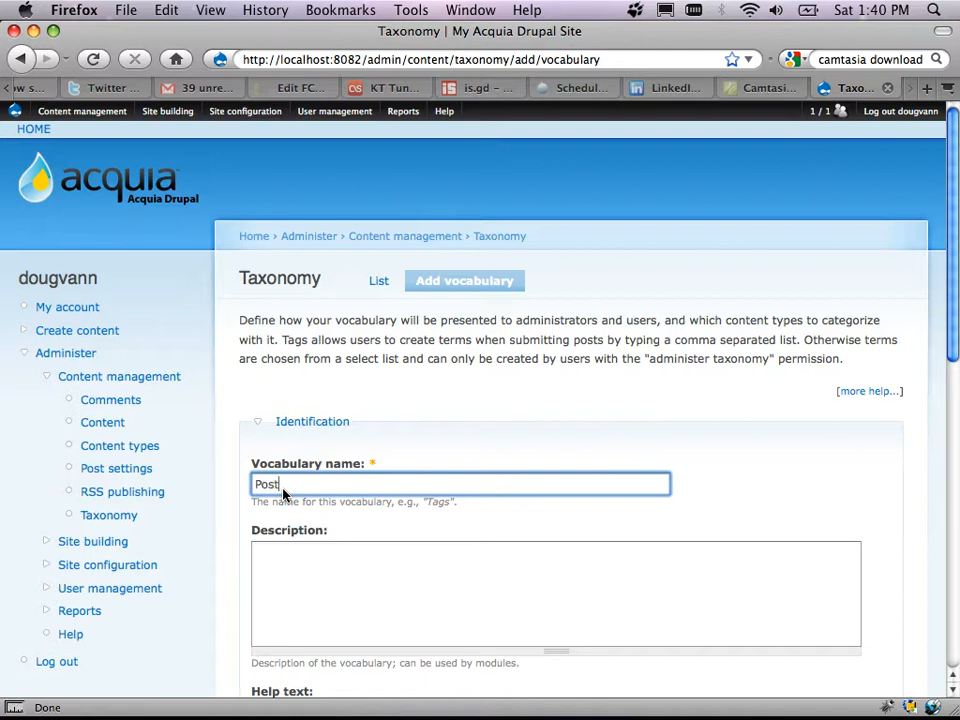 Firefox File Edit View History Bookmarks Tools Window Help Sat 1:40 PM
Taxonomy | My Acquia Drupal Site
http://localhost:8082/admin/content/taxonomy/add/vocabulary camtasia download
ow s... Twitter ... 39 unre... Edit FC... KT Tun... is.gd – ... Schedul... LinkedI... Camtasi... Taxo...
Content management Site building Site configuration User management Reports Help 1 / 1 Log out dougvann
HOME
acquia
Acquia Drupal
Home › Administer › Content management › Taxonomy
dougvann
My account
Create content
Administer
Content management
Comments
Content
Content types
Post settings
RSS publishing
Taxonomy
Site building
Site configuration
User management
Reports
Help
Log out
Taxonomy List Add vocabulary
Define how your vocabulary will be presented to administrators and users, and which content types to categorize
with it. Tags allows users to create terms when submitting posts by typing a comma separated list. Otherwise terms
are chosen from a select list and can only be created by users with the "administer taxonomy" permission.
[more help...]
Identification
Vocabulary name: *
Post
The name for this vocabulary, e.g., "Tags".
Description:
Description of the vocabulary; can be used by modules.
Help text:
Done